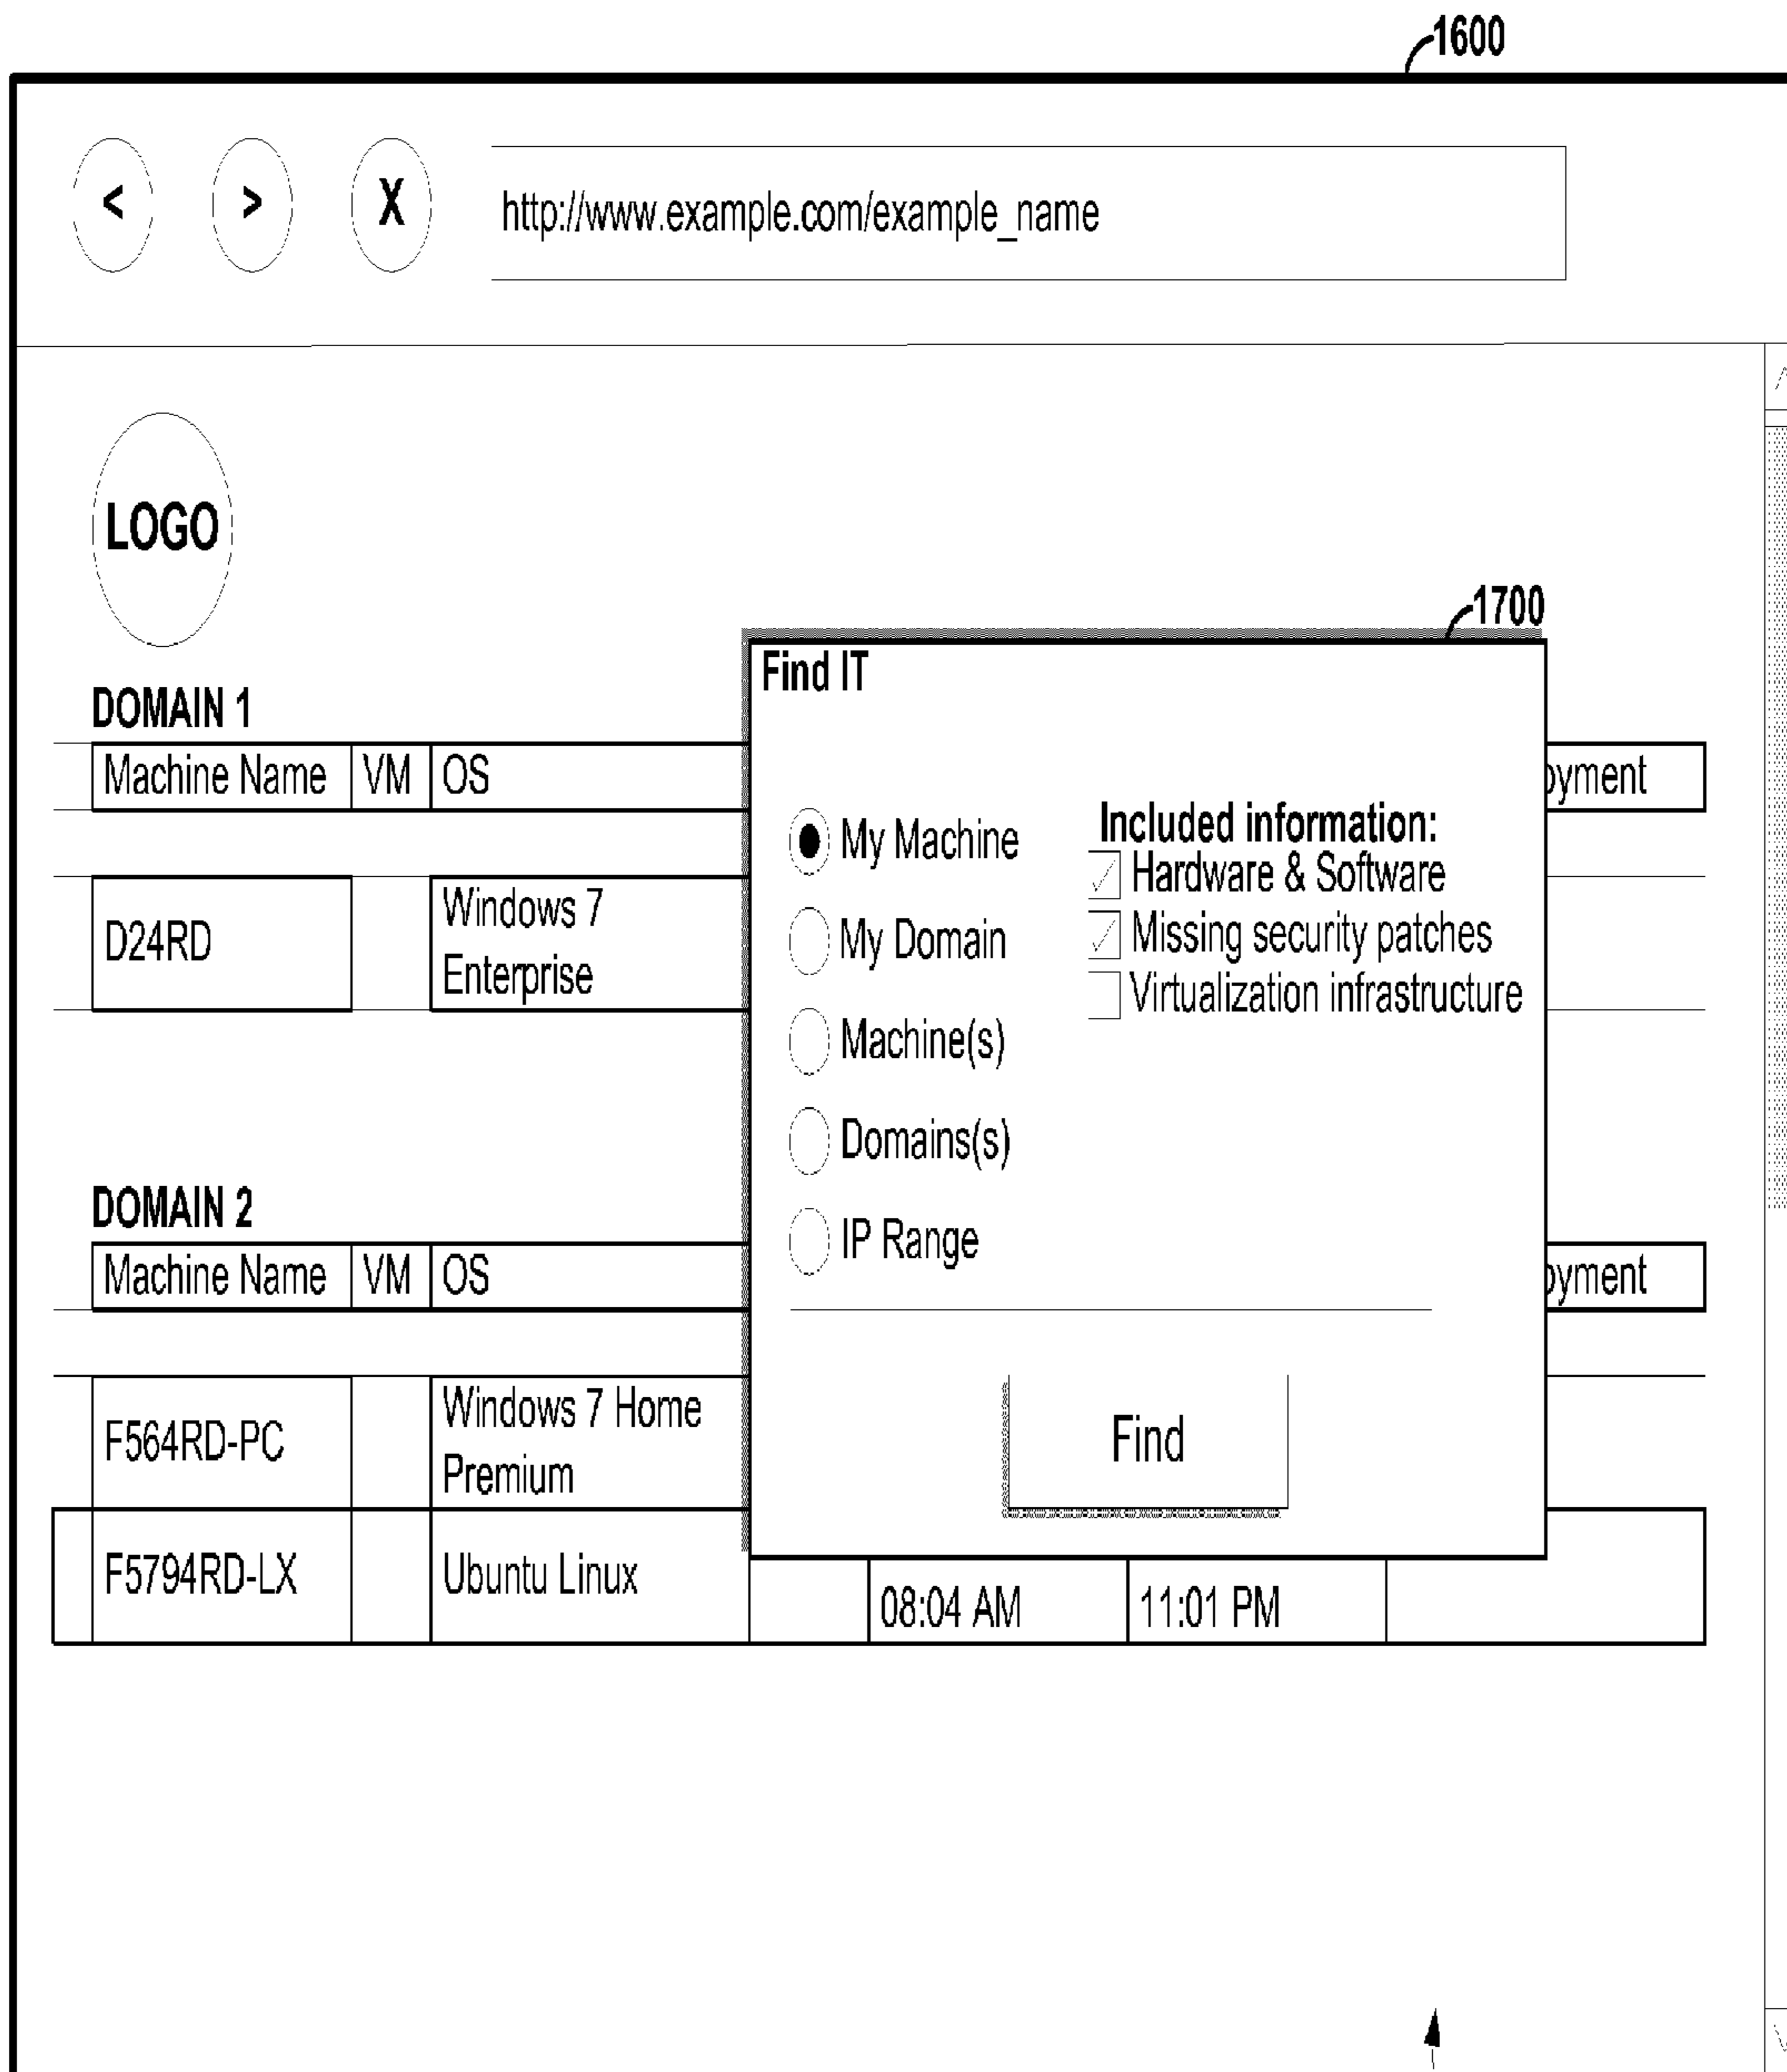 1600
< > X http://www.example.com/example_name
LOGO
1700
DOMAIN 1
Machine Name VM OS oyment
D24RD Windows 7
Enterprise
Find IT
My Machine
My Domain
Machine(s)
Domains(s)
IP Range
Included information:
Hardware & Software
Missing security patches
Virtualization infrastructure
Find
DOMAIN 2
Machine Name VM OS oyment
F564RD-PC Windows 7 Home
Premium
F5794RD-LX Ubuntu Linux 08:04 AM 11:01 PM